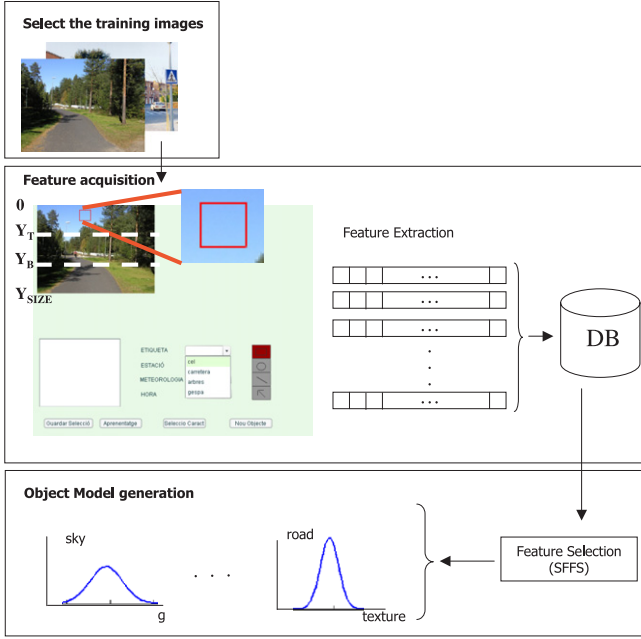 Select the training images
Feature acquisition
0
Y_T
Y_B
Y_SIZE
ETIQUETA
ESTACIÓ
METEOROLOGIA
HORA
cel
carretera
arbres
gespa
Guardar Selecció
Aprenentatge
Selecció Caract
Nou Objecte
Feature Extraction
...
...
...
...
DB
Object Model generation
sky
g
. . .
road
texture
Feature Selection
(SFFS)